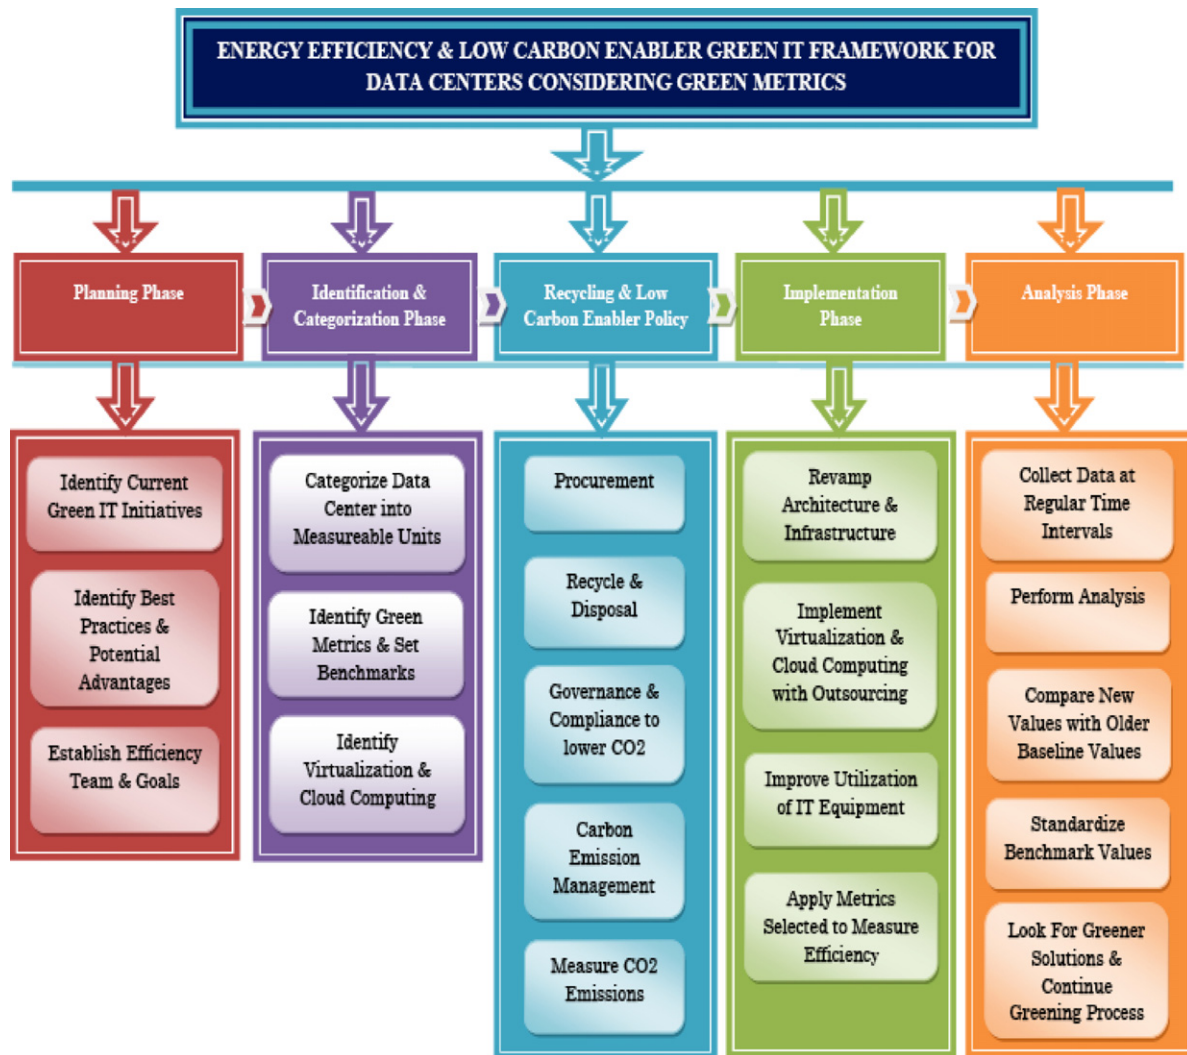 ENERGY EFFICIENCY & LOW CARBON ENABLER GREEN IT FRAMEWORK FOR
DATA CENTERS CONSIDERING GREEN METRICS
Planning Phase
Identification &
Categorization Phase
Recycling & Low
Carbon Enabler Policy
Implementation
Phase
Analysis Phase
Identify Current
Green IT Initiatives
Identify Best
Practices &
Potential
Advantages
Establish Efficiency
Team & Goals
Categorize Data
Center into
Measureable Units
Identify Green
Metrics & Set
Benchmarks
Identify
Virtualization &
Cloud Computing
Procurement
Recycle &
Disposal
Governance &
Compliance to
lower CO2
Carbon
Emission
Management
Measure CO2
Emissions
Revamp
Architecture &
Infrastructure
Implement
Virtualization &
Cloud Computing
with Outsourcing
Improve Utilization
of IT Equipment
Apply Metrics
Selected to Measure
Efficiency
Collect Data at
Regular Time
Intervals
Perform Analysis
Compare New
Values with Older
Baseline Values
Standardize
Benchmark Values
Look For Greener
Solutions &
Continue
Greening Process